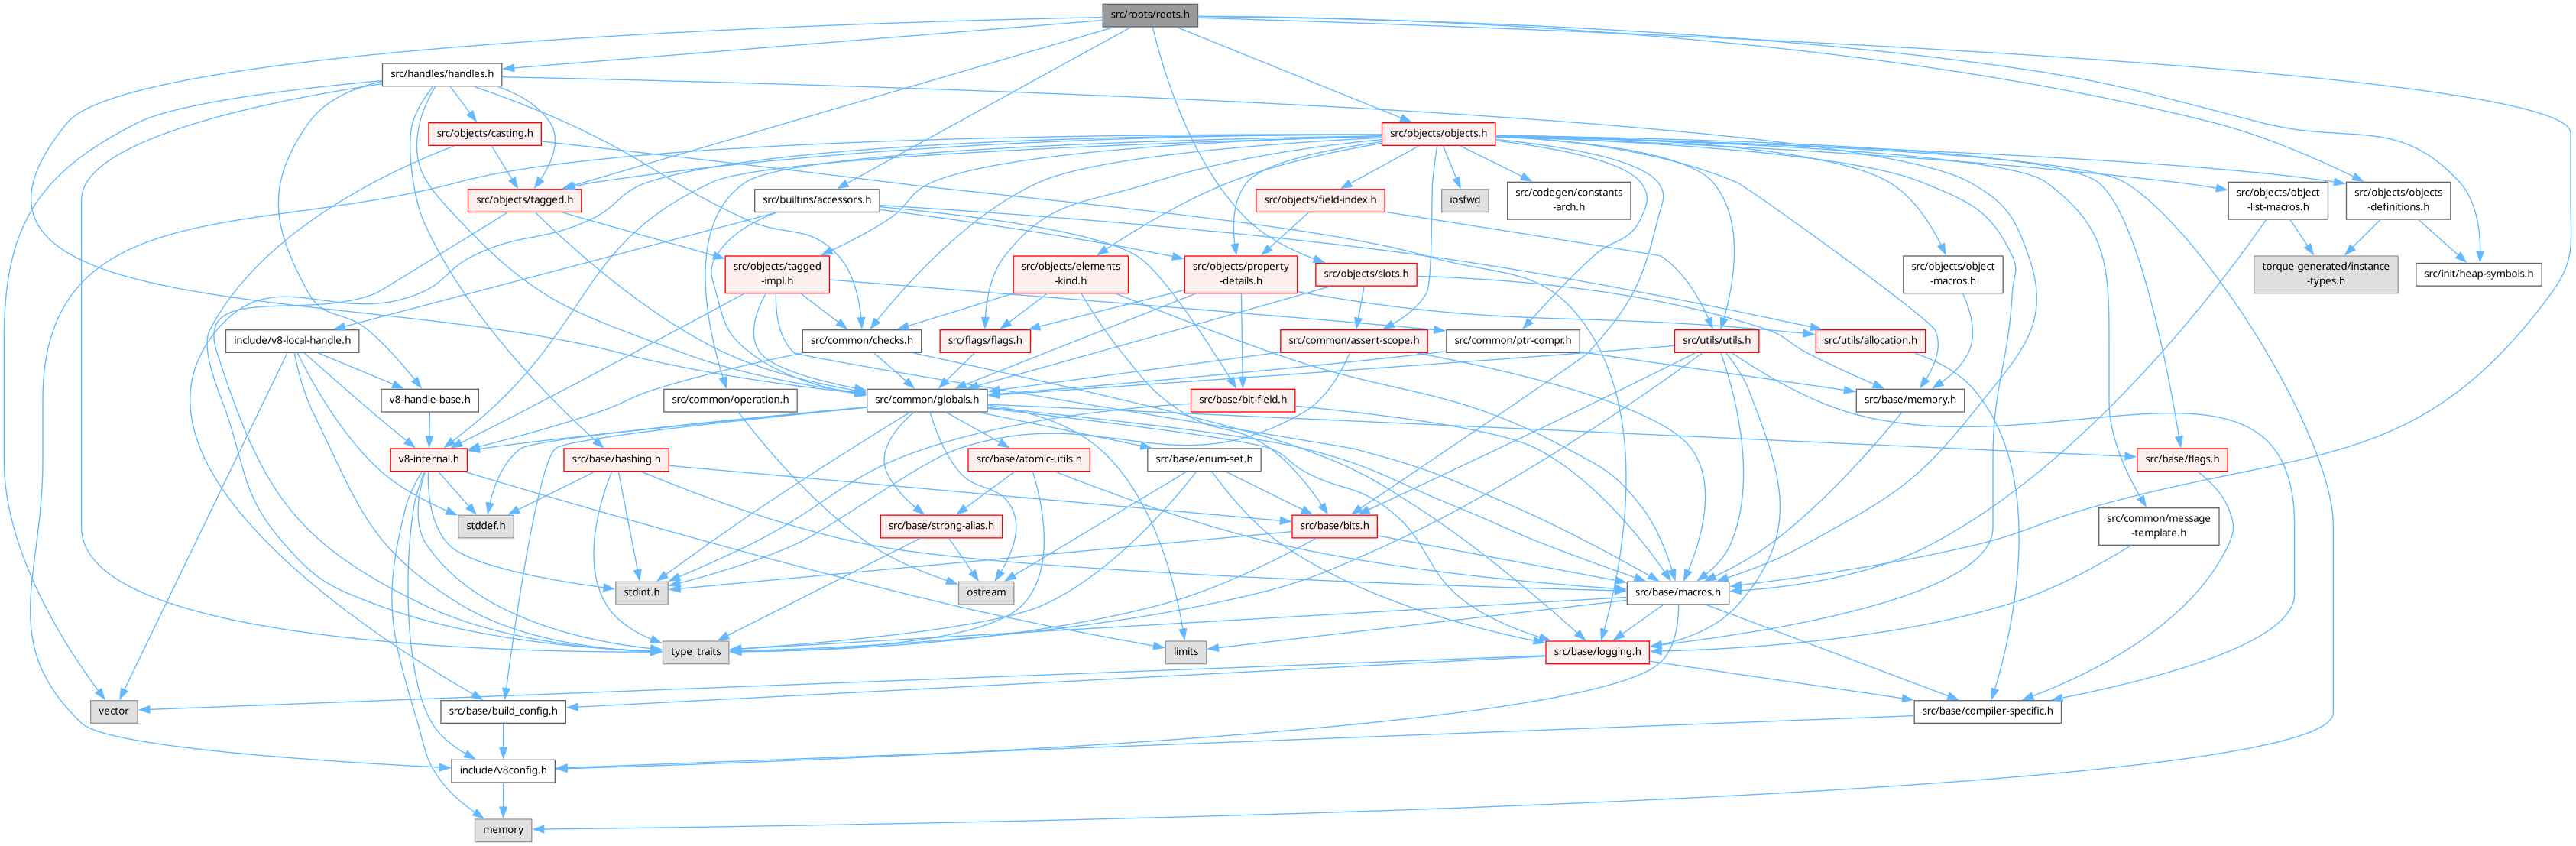 src/roots/roots.h
src/handles/handles.h
src/objects/casting.h
src/objects/objects.h
src/objects/tagged.h
src/builtins/accessors.h
src/objects/field-index.h
iosfwd
src/codegen/constants
-arch.h
src/objects/object
-list-macros.h
src/objects/objects
-definitions.h
src/objects/tagged
-impl.h
src/objects/elements
-kind.h
src/objects/property
-details.h
src/objects/slots.h
src/objects/object
-macros.h
torque-generated/instance
-types.h
src/init/heap-symbols.h
include/v8-local-handle.h
src/common/checks.h
src/flags/flags.h
src/common/assert-scope.h
src/common/ptr-compr.h
src/utils/utils.h
src/utils/allocation.h
v8-handle-base.h
src/common/operation.h
src/common/globals.h
src/base/bit-field.h
src/base/memory.h
v8-internal.h
src/base/hashing.h
src/base/atomic-utils.h
src/base/enum-set.h
src/base/flags.h
stddef.h
src/base/strong-alias.h
src/base/bits.h
src/common/message
-template.h
stdint.h
ostream
src/base/macros.h
type_traits
limits
src/base/logging.h
vector
src/base/build_config.h
src/base/compiler-specific.h
include/v8config.h
memory